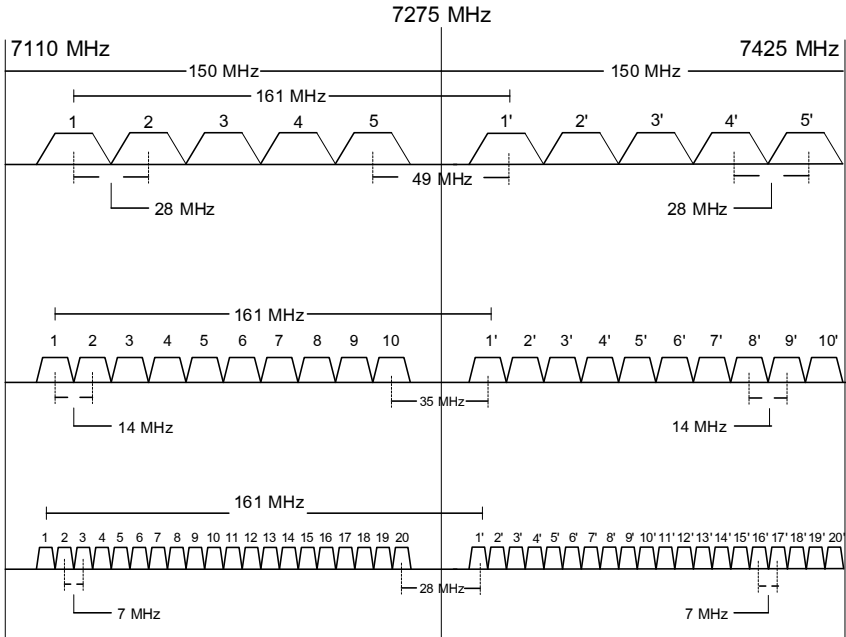 7275 MHz
7110 MHz 7425 MHz
150 MHz 150 MHz
161 MHz
1 2 3 4 5 1' 2' 3' 4' 5'
49 MHz
28 MHz 28 MHz
161 MHz
1 2 3 4 5 6 7 8 9 10 1' 2' 3' 4' 5' 6' 7' 8' 9' 10'
35 MHz
14 MHz 14 MHz
161 MHz
1 2 3 4 5 6 7 8 9 10 11 12 13 14 15 16 17 18 19 20 1' 2' 3' 4' 5' 6' 7' 8' 9' 10' 11' 12' 13' 14' 15' 16' 17' 18' 19' 20'
28 MHz
7 MHz 7 MHz